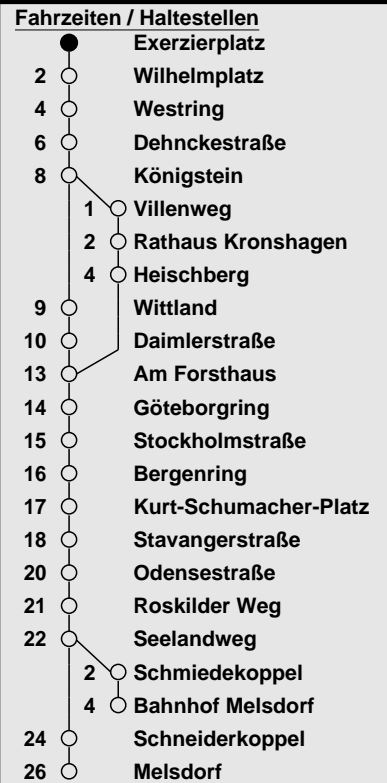 Fahrzeiten / Haltestellen
Exerzierplatz
2 Wilhelmplatz
4 Westring
6 Dehnckestraße
8 Königstein
1 Villenweg
2 Rathaus Kronshagen
4 Heischberg
9 Wittland
10 Daimlerstraße
13 Am Forsthaus
14 Göteborgring
15 Stockholmstraße
16 Bergenring
17 Kurt-Schumacher-Platz
18 Stavangerstraße
20 Odensestraße
21 Roskilder Weg
22 Seelandweg
2 Schmiedekoppel
4 Bahnhof Melsdorf
24 Schneiderkoppel
26 Melsdorf